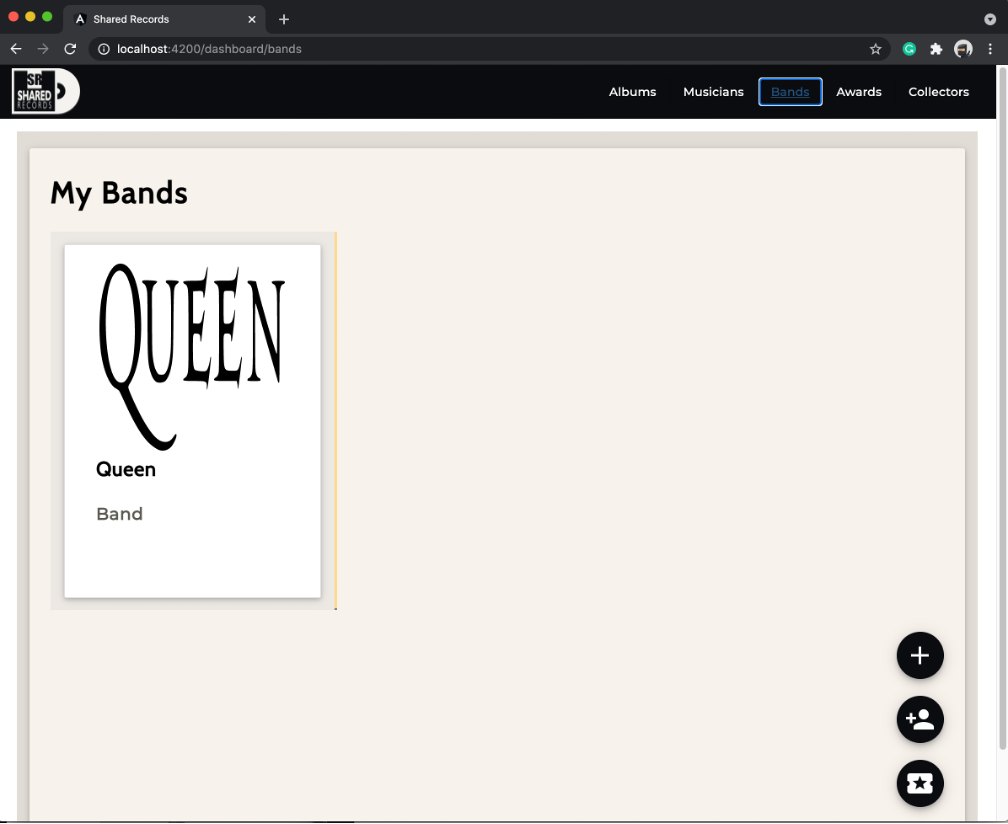 Shared Records
localhost:4200/dashboard/bands
SR
SHARED
RECORDS
Albums
Musicians
Bands
Awards
Collectors
My Bands
QUEEN
Queen
Band